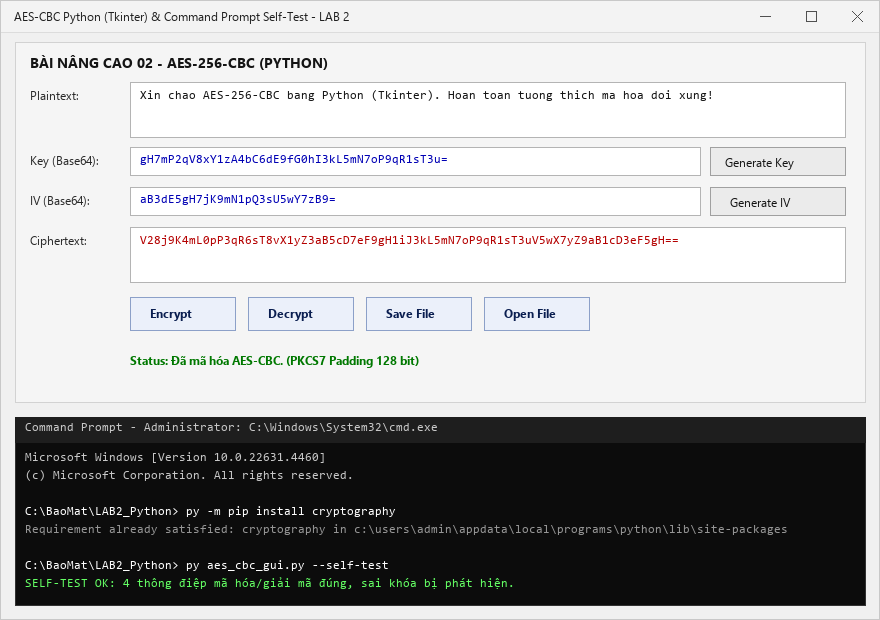 AES-CBC Python (Tkinter) & Command Prompt Self-Test - LAB 2
BÀI NÂNG CAO 02 - AES-256-CBC (PYTHON)
Plaintext:
Xin chao AES-256-CBC bang Python (Tkinter). Hoan toan tuong thich ma hoa doi xung!
Key (Base64):
gH7mP2qV8xY1zA4bC6dE9fG0hI3kL5mN7oP9qR1sT3u=
Generate Key
IV (Base64):
aB3dE5gH7jK9mN1pQ3sU5wY7zB9=
Generate IV
Ciphertext:
V28j9K4mL0pP3qR6sT8vX1yZ3aB5cD7eF9gH1iJ3kL5mN7oP9qR1sT3uV5wX7yZ9aB1cD3eF5gH==
Encrypt
Decrypt
Save File
Open File
Status: Đã mã hóa AES-CBC. (PKCS7 Padding 128 bit)
Command Prompt - Administrator: C:\Windows\System32\cmd.exe
Microsoft Windows [Version 10.0.22631.4460]
(c) Microsoft Corporation. All rights reserved.
C:\BaoMat\LAB2_Python> py -m pip install cryptography
Requirement already satisfied: cryptography in c:\users\admin\appdata\local\programs\python\lib\site-packages
C:\BaoMat\LAB2_Python> py aes_cbc_gui.py --self-test
SELF-TEST OK: 4 thông điệp mã hóa/giải mã đúng, sai khóa bị phát hiện.